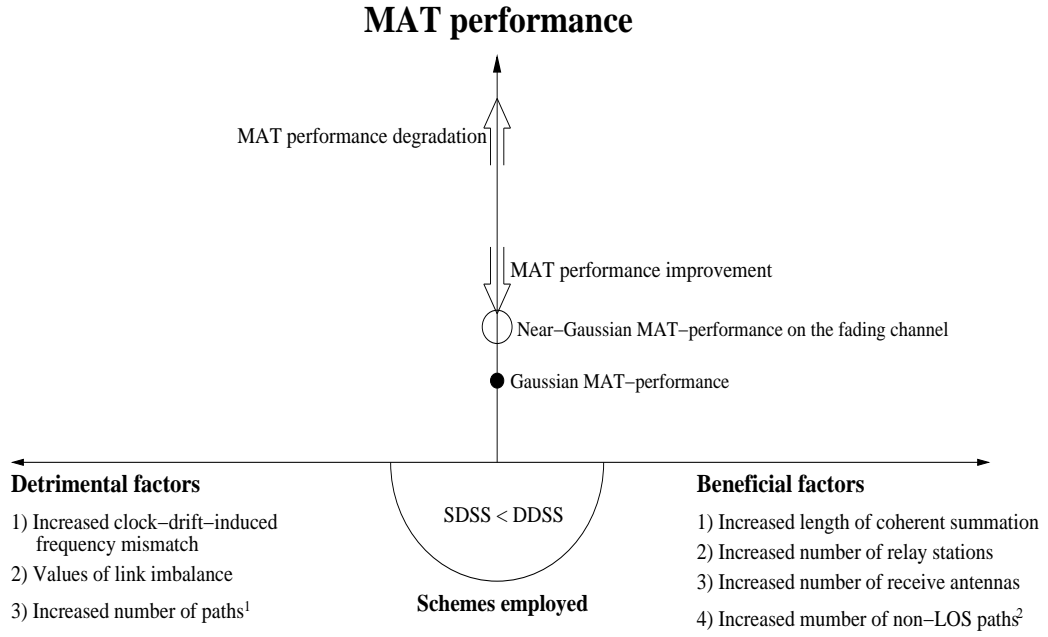 MAT performance
MAT performance degradation
MAT performance improvement
Near−Gaussian MAT−performance on the fading channel
Gaussian MAT−performance
Detrimental factors
1) Increased clock−drift−induced
frequency mismatch
2) Values of link imbalance
3) Increased number of paths¹
SDSS < DDSS
Schemes employed
Beneficial factors
1) Increased length of coherent summation
2) Increased number of relay stations
3) Increased number of receive antennas
4) Increased mumber of non−LOS paths²